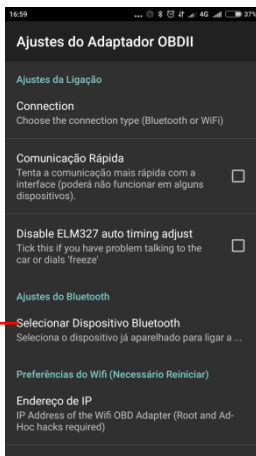 16:59 ... 4G 37%
Ajustes do Adaptador OBDII
Ajustes da Ligação
Connection
Choose the connection type (Bluetooth or WiFi)
Comunicação Rápida
Tenta a comunicação mais rápida com a
interface (poderá não funcionar em alguns
dispositivos).
Disable ELM327 auto timing adjust
Tick this if you have problem talking to the
car or dials 'freeze'
Ajustes do Bluetooth
Selecionar Dispositivo Bluetooth
Seleciona o dispositivo já aparelhado para ligar a ...
Preferências do Wifi (Necessário Reiniciar)
Endereço de IP
IP Address of the Wifi OBD Adapter (Root and Ad-
Hoc hacks required)